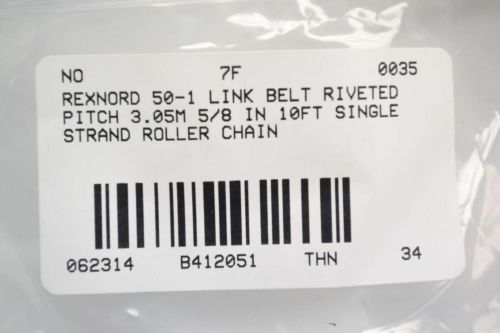 NO 7F 0035
REXNORD 50-1 LINK BELT RIVETED
PITCH 3.05M 5/8 IN 10FT SINGLE
STRAND ROLLER CHAIN
062314 B412051 THN 34